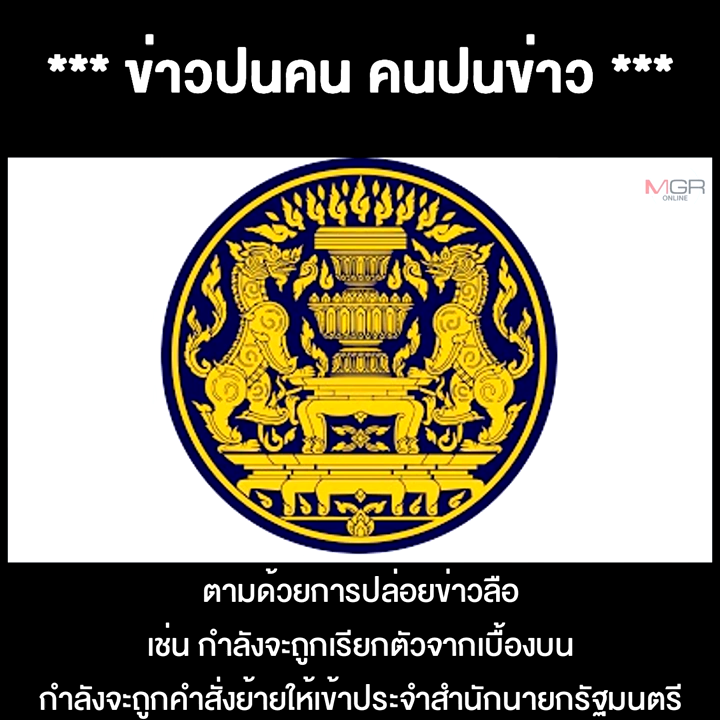 *** ข่าวปนคน คนปนข่าว ***
MGR
ONLINE
ตามด้วยการปล่อยข่าวลือ
เช่น กำลังจะถูกเรียกตัวจากเบื้องบน
กำลังจะถูกคำสั่งย้ายให้เข้าประจำสำนักนายกรัฐมนตรี